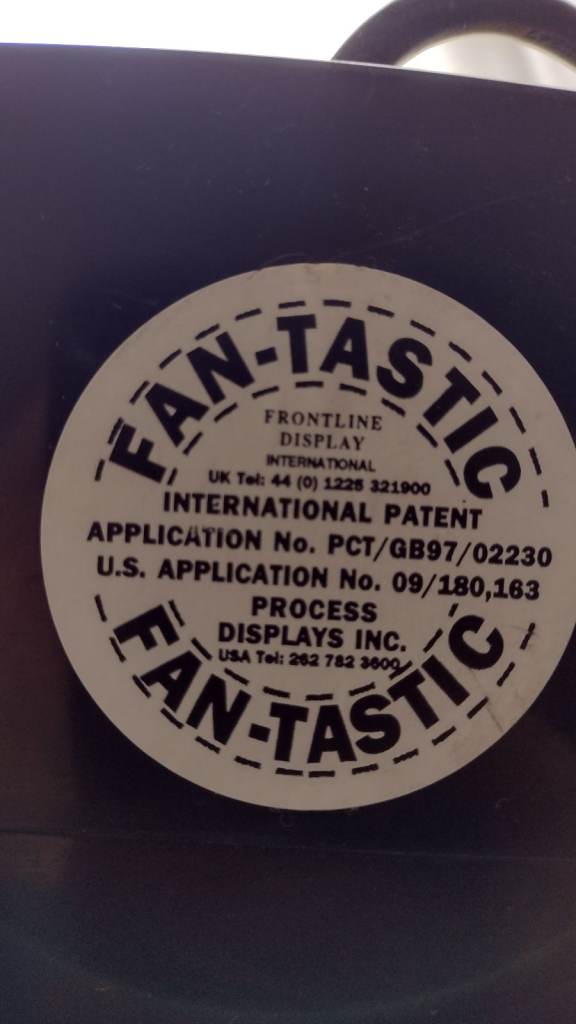 FAN-TASTIC
FRONTLINE
DISPLAY
INTERNATIONAL
UK Tel: 44 (0) 1225 321900
INTERNATIONAL PATENT
APPLICATION No. PCT/GB97/02230
U.S. APPLICATION No. 09/180,163
PROCESS
DISPLAYS INC.
USA Tel: 262 782 3600
FAN-TASTIC